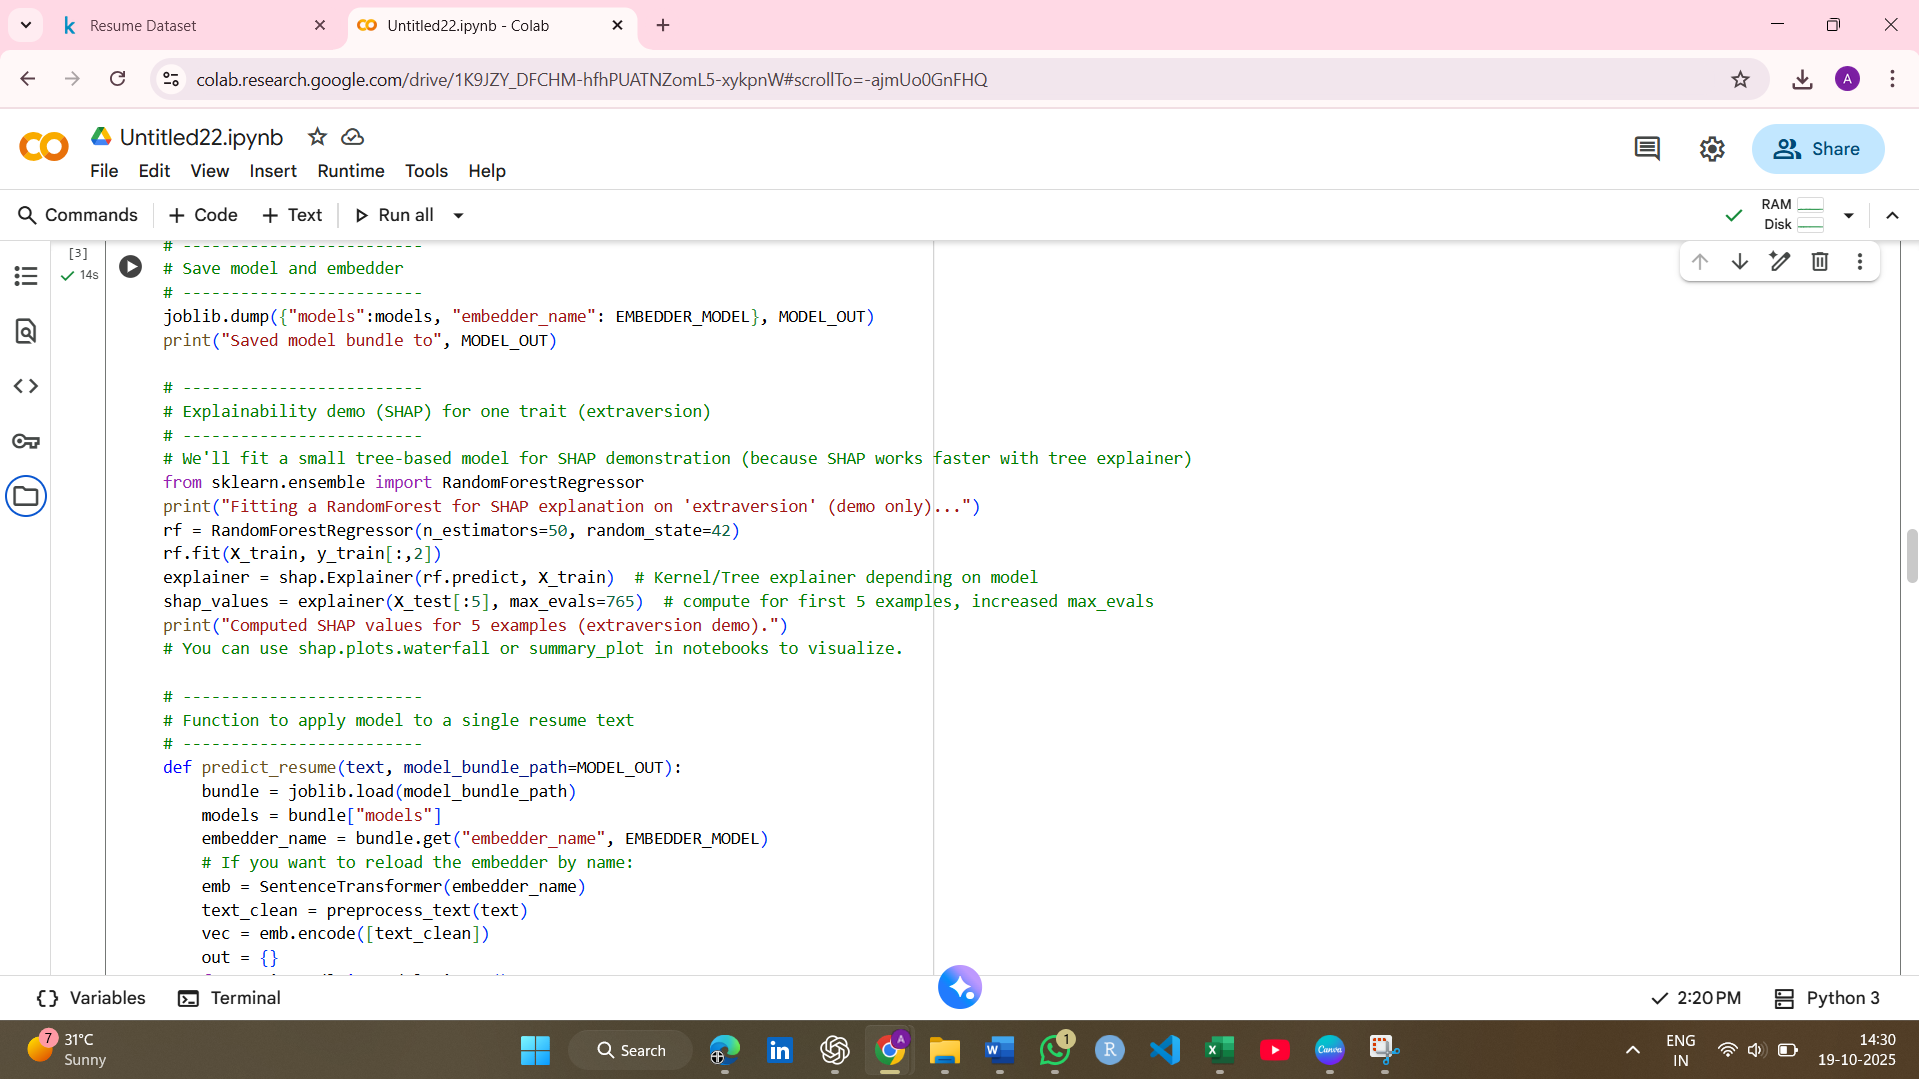 Resume Dataset
Untitled22.ipynb - Colab
colab.research.google.com/drive/1K9JZY_DFCHM-hfhPUATNZomL5-xykpnW#scrollTo=-ajmUo0GnFHQ
A
Untitled22.ipynb
File Edit View Insert Runtime Tools Help
Share
Commands + Code + Text Run all
RAM
Disk
[3]
14s
# -------------------------
# Save model and embedder
# -------------------------
joblib.dump({"models":models, "embedder_name": EMBEDDER_MODEL}, MODEL_OUT)
print("Saved model bundle to", MODEL_OUT)
# -------------------------
# Explainability demo (SHAP) for one trait (extraversion)
# -------------------------
# We'll fit a small tree-based model for SHAP demonstration (because SHAP works faster with tree explainer)
from sklearn.ensemble import RandomForestRegressor
print("Fitting a RandomForest for SHAP explanation on 'extraversion' (demo only)...")
rf = RandomForestRegressor(n_estimators=50, random_state=42)
rf.fit(X_train, y_train[:,2])
explainer = shap.Explainer(rf.predict, X_train)  # Kernel/Tree explainer depending on model
shap_values = explainer(X_test[:5], max_evals=765)  # compute for first 5 examples, increased max_evals
print("Computed SHAP values for 5 examples (extraversion demo).")
# You can use shap.plots.waterfall or summary_plot in notebooks to visualize.
# -------------------------
# Function to apply model to a single resume text
# -------------------------
def predict_resume(text, model_bundle_path=MODEL_OUT):
    bundle = joblib.load(model_bundle_path)
    models = bundle["models"]
    embedder_name = bundle.get("embedder_name", EMBEDDER_MODEL)
    # If you want to reload the embedder by name:
    emb = SentenceTransformer(embedder_name)
    text_clean = preprocess_text(text)
    vec = emb.encode([text_clean])
    out = {}
Variables Terminal
2:20 PM Python 3
7
31°C
Sunny
Search
A
1
R
Canva
ENG
IN
14:30
19-10-2025